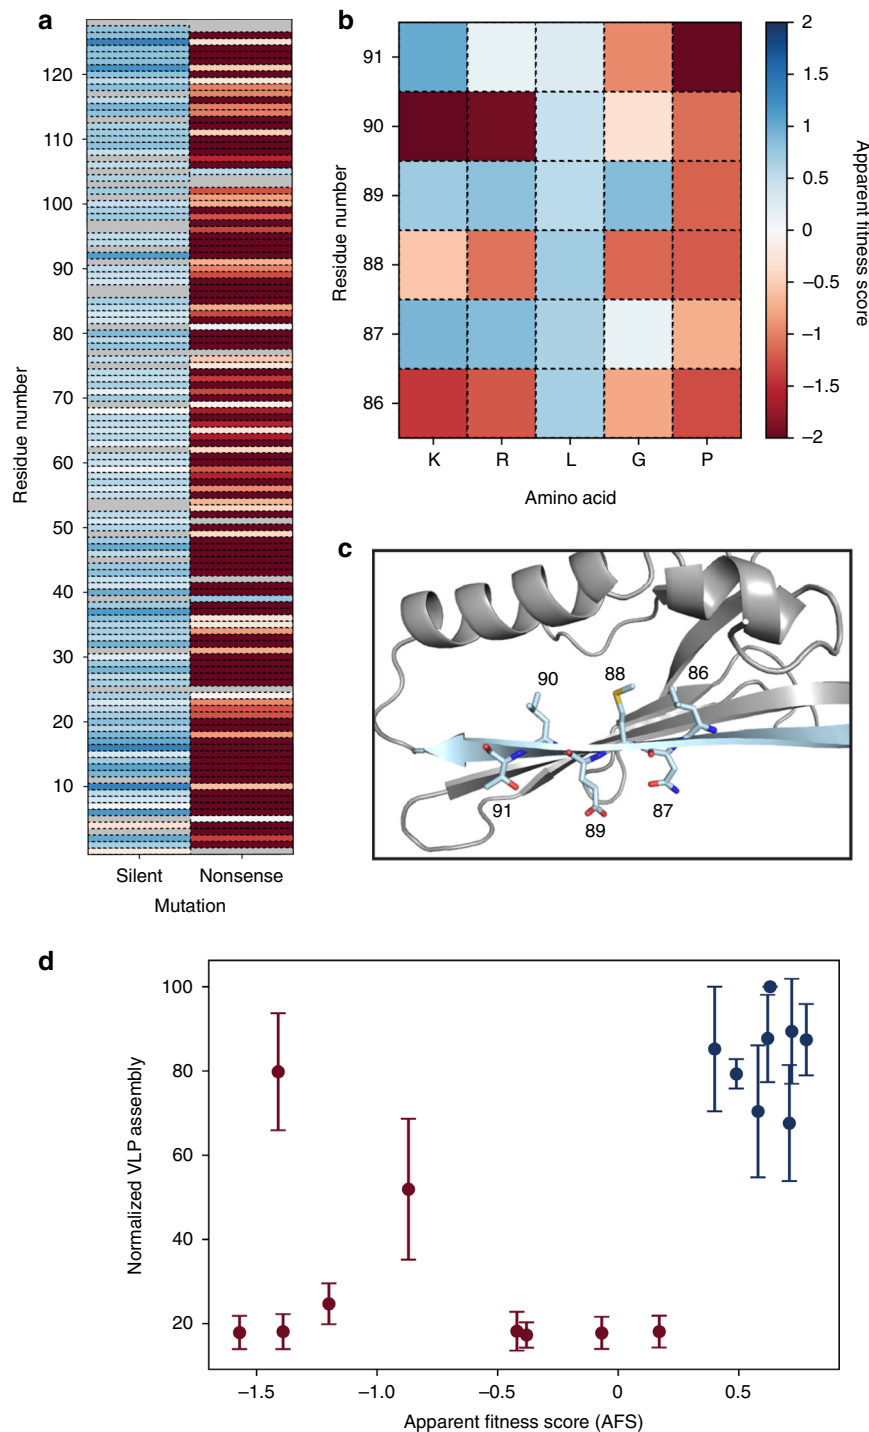 a
120
110
100
90
80
70
60
50
40
30
20
10
Residue number
Silent
Nonsense
Mutation
b
91
90
89
88
87
86
Residue number
K
R
L
G
P
Amino acid
2
1.5
1
0.5
0
−0.5
−1
−1.5
−2
Apparent fitness score
c
90
88
86
91
89
87
d
100
80
60
40
20
Normalized VLP assembly
−1.5
−1.0
−0.5
0
0.5
Apparent fitness score (AFS)